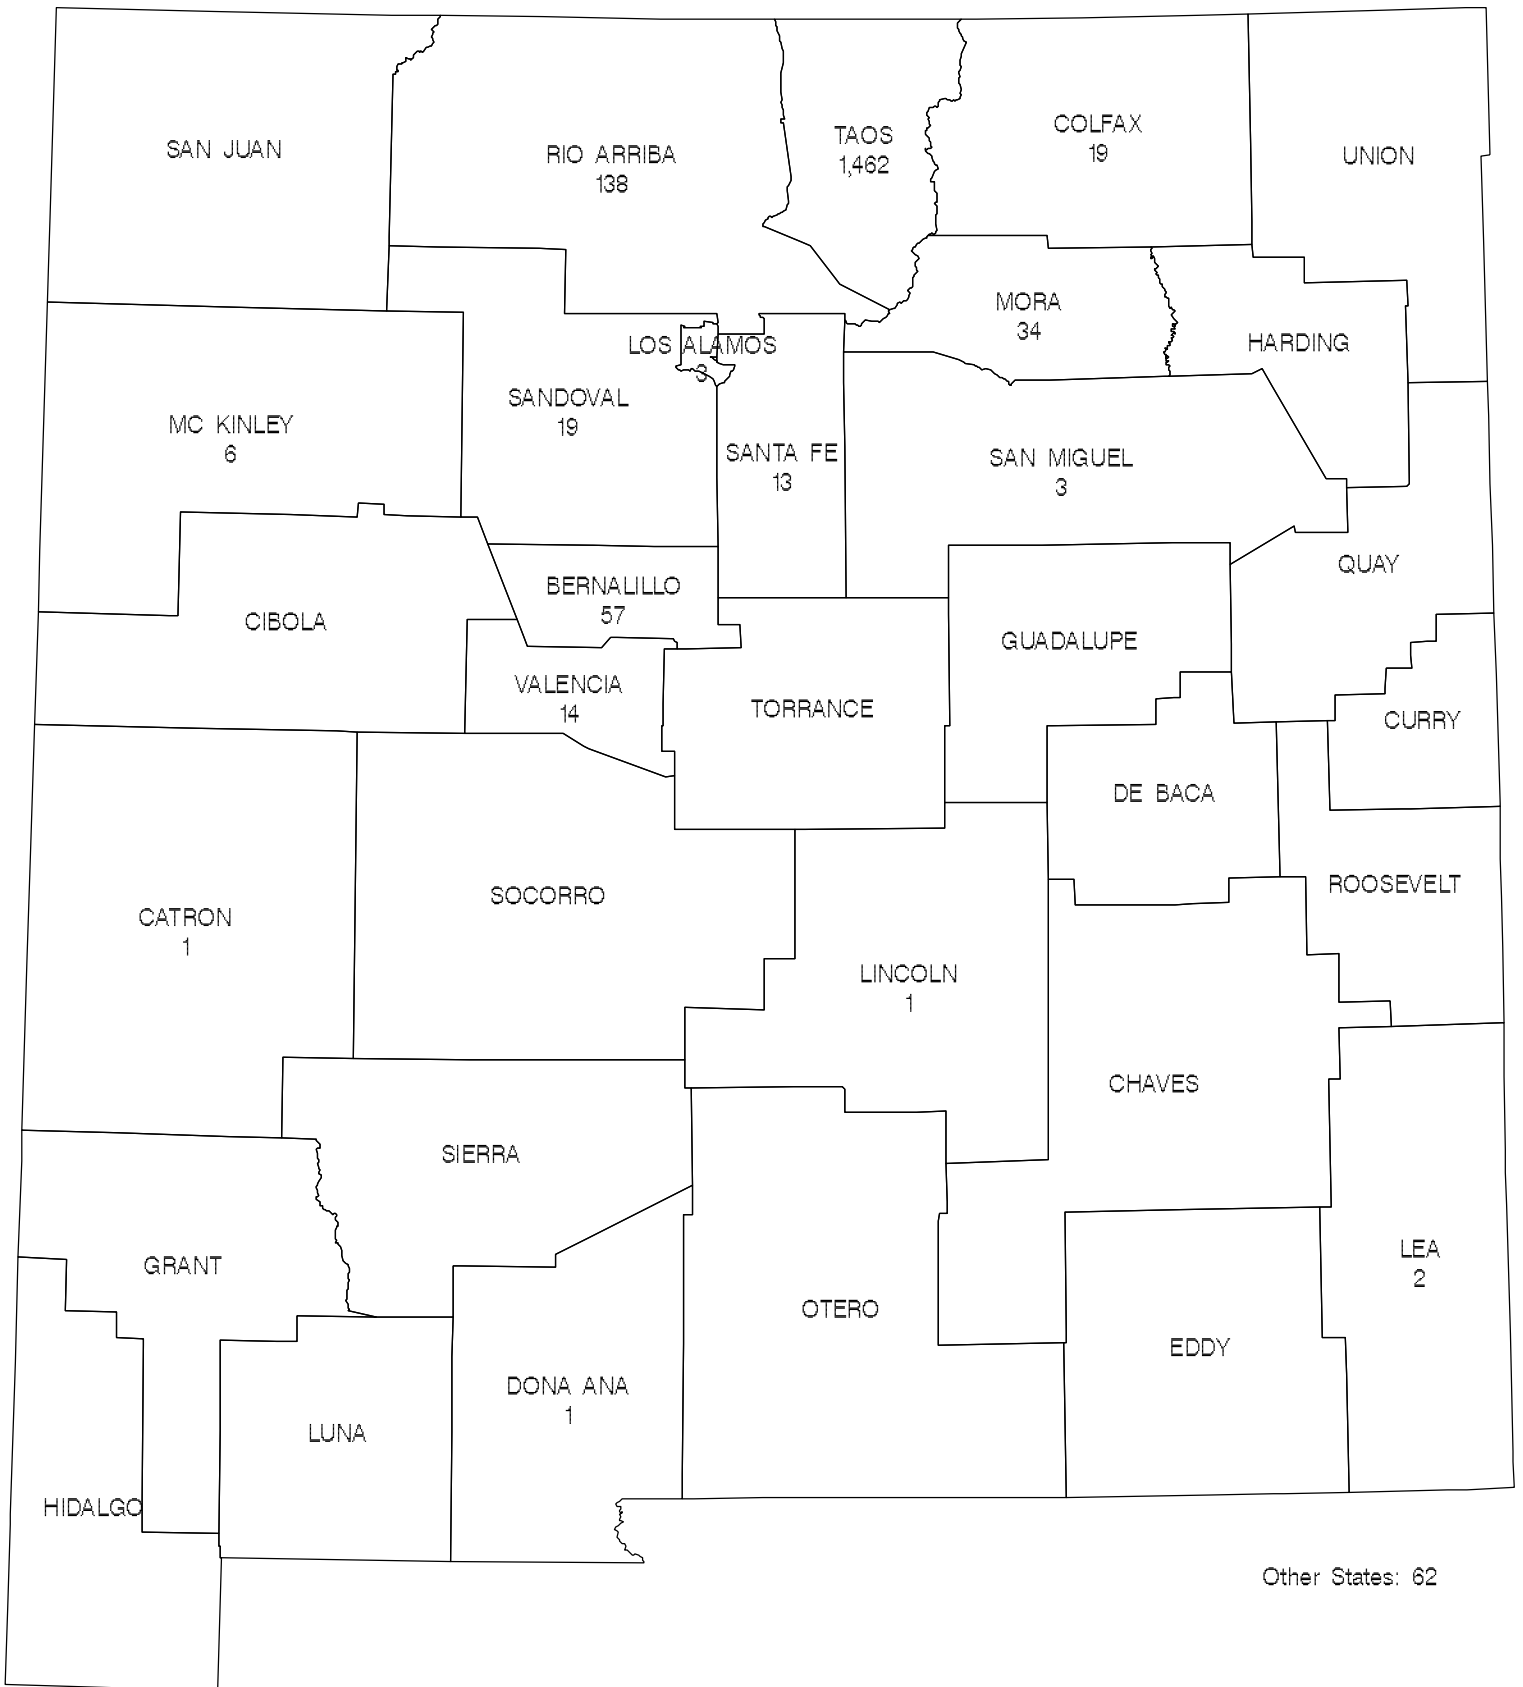 SAN JUAN
RIO ARRIBA
138
TAOS
1,462
COLFAX
19
UNION
MORA
34
HARDING
LOS ALAMOS
3
SANDOVAL
19
MC KINLEY
6
SANTA FE
13
SAN MIGUEL
3
QUAY
BERNALILLO
57
CIBOLA
GUADALUPE
VALENCIA
14
TORRANCE
CURRY
DE BACA
ROOSEVELT
SOCORRO
CATRON
1
LINCOLN
1
CHAVES
SIERRA
GRANT
LEA
2
OTERO
EDDY
DONA ANA
1
LUNA
HIDALGO
Other States: 62